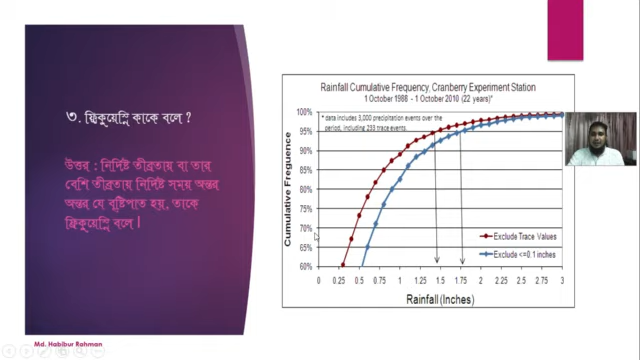 ৩. ফ্রিকুয়েন্সি কাকে বলে ?
উত্তর : নির্দিষ্ট তীব্রতায় বা তার
বেশি তীব্রতায় নির্দিষ্ট সময় অন্তর
অন্তর যে বৃষ্টিপাত হয়, তাকে
ফ্রিকুয়েন্সি বলে |
Rainfall Cumulative Frequency, Cranberry Experiment Station
1 October 1988 - 1 October 2010 (22 years)*
* data includes 3,000 precipitation events over the
period, including 233 trace events.
Cumulative Freguence
100%
95%
90%
85%
80%
75%
70%
65%
60%
Exclude Trace Values
Exclude <=0.1 inches
0 0.25 0.5 0.75 1 1.25 1.5 1.75 2 2.25 2.5 2.75 3
Rainfall (Inches)
Md. Habibur Rahman